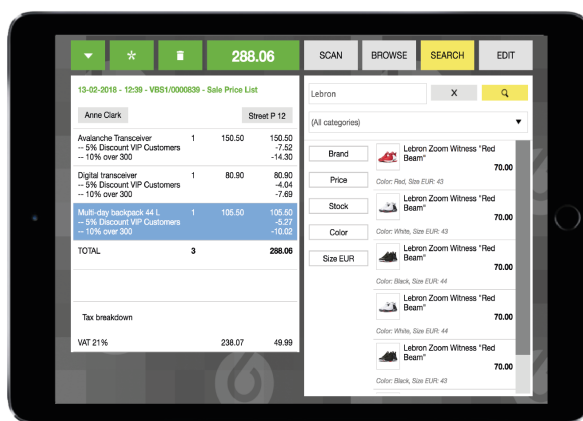 288.06
SCAN
BROWSE
SEARCH
EDIT
13-02-2018 - 12:39 - VBS1/0000839 - Sale Price List
Anne Clark
Street P 12
Avalanche Transceiver 1 150.50 150.50
-- 5% Discount VIP Customers -7.52
-- 10% over 300 -14.30
Digital transceiver 1 80.90 80.90
-- 5% Discount VIP Customers -4.04
-- 10% over 300 -7.69
Multi-day backpack 44 L 1 105.50 105.50
-- 5% Discount VIP Customers -5.27
-- 10% over 300 -10.02
TOTAL 3 288.06
Tax breakdown
VAT 21% 238.07 49.99
Lebron
X
(All categories)
Brand
Price
Stock
Color
Size EUR
Lebron Zoom Witness "Red
Beam"
70.00
Color: Red, Size EUR: 43
Lebron Zoom Witness "Red
Beam"
70.00
Color: White, Size EUR: 43
Lebron Zoom Witness "Red
Beam"
70.00
Color: Black, Size EUR: 44
Lebron Zoom Witness "Red
Beam"
70.00
Color: White, Size EUR: 44
Lebron Zoom Witness "Red
Beam"
70.00
Color: Black, Size EUR: 43